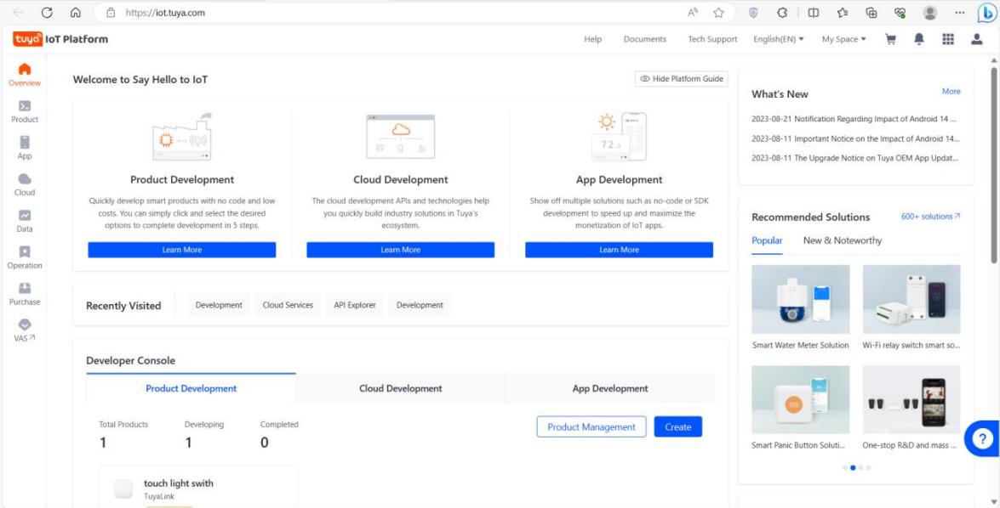 https://iot.tuya.com
tuya IoT Platform
Help Documents Tech Support English(EN) My Space
Overview
Product
App
Cloud
Data
Operation
Purchase
VAS
Welcome to Say Hello to IoT
Hide Platform Guide
Product Development
Quickly develop smart products with no code and low
costs. You can simply click and select the desired
options to complete development in 5 steps.
Learn More
Cloud Development
The cloud development APIs and technologies help
you quickly build industry solutions in Tuya's
ecosystem.
Learn More
72.
App Development
Show off multiple solutions such as no-code or SDK
development to speed up and maximize the
monetization of IoT apps.
Learn More
Recently Visited Development Cloud Services API Explorer Development
Developer Console
Product Development Cloud Development App Development
Total Products Developing Completed
1 1 0
Product Management Create
touch light swith
TuyaLink
What's New More
2023-08-21 Notification Regarding Impact of Android 14 ...
2023-08-11 Important Notice on the Impact of Android 14...
2023-08-11 The Upgrade Notice on Tuya OEM App Updat...
Recommended Solutions 600+ solutions
Popular New & Noteworthy
Smart Water Meter Solution Wi-Fi relay switch smart so...
SOS
Smart Panic Button Soluti... One-stop R&D and mass ...
?